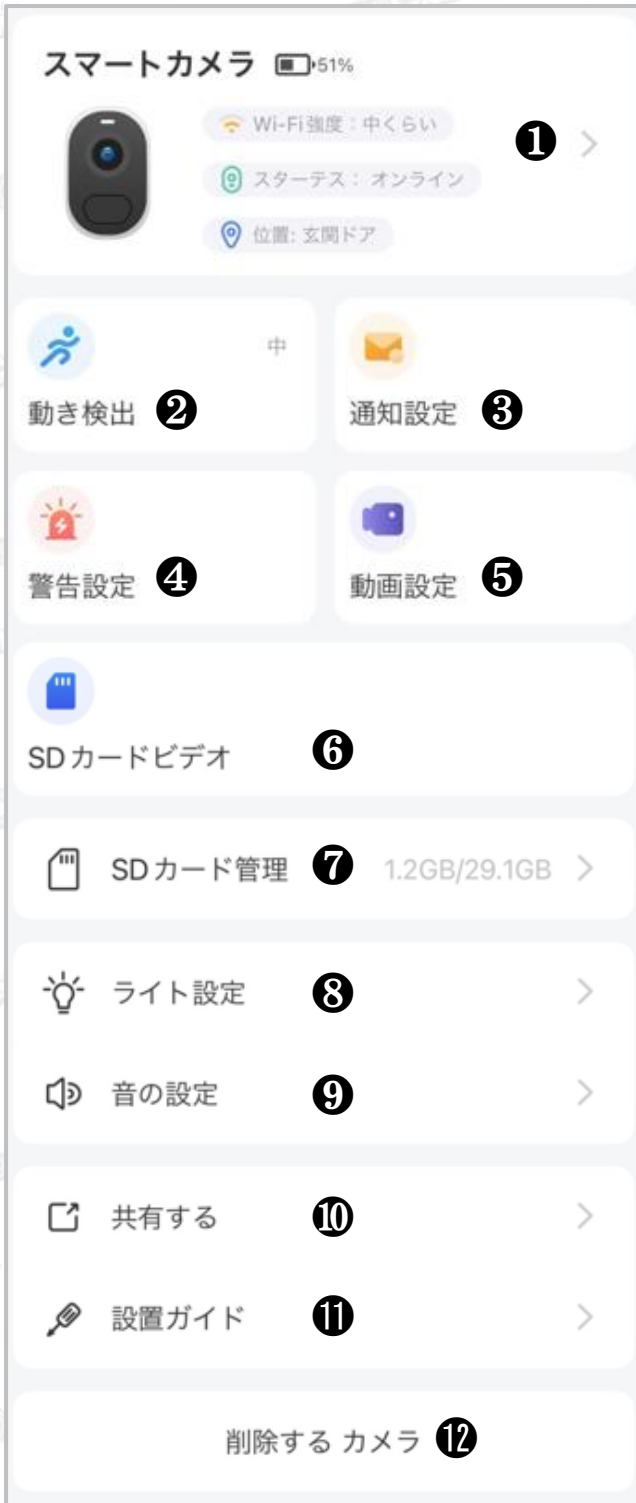 スマートカメラ 51%
Wi-Fi強度：中くらい
❶
スターテス： オンライン
位置: 玄関ドア
中
動き検出 ❷
通知設定 ❸
警告設定 ❹
動画設定 ❺
SDカードビデオ ❻
SDカード管理 ❼ 1.2GB/29.1GB
ライト設定 ❽
音の設定 ❾
共有する ❿
設置ガイド ⓫
削除する カメラ ⓬